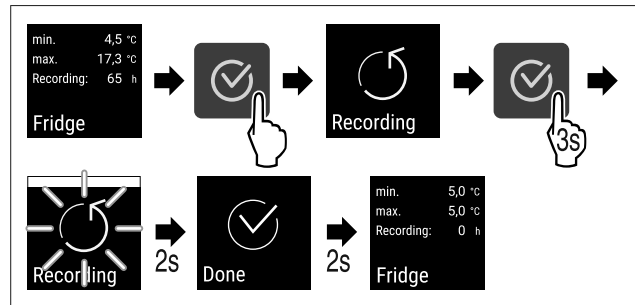 min. 4,5 °C
max. 17,3 °C
Recording: 65 h
Fridge
Recording
3s
Recording
2s
Done
2s
min. 5,0 °C
max. 5,0 °C
Recording: 0 h
Fridge